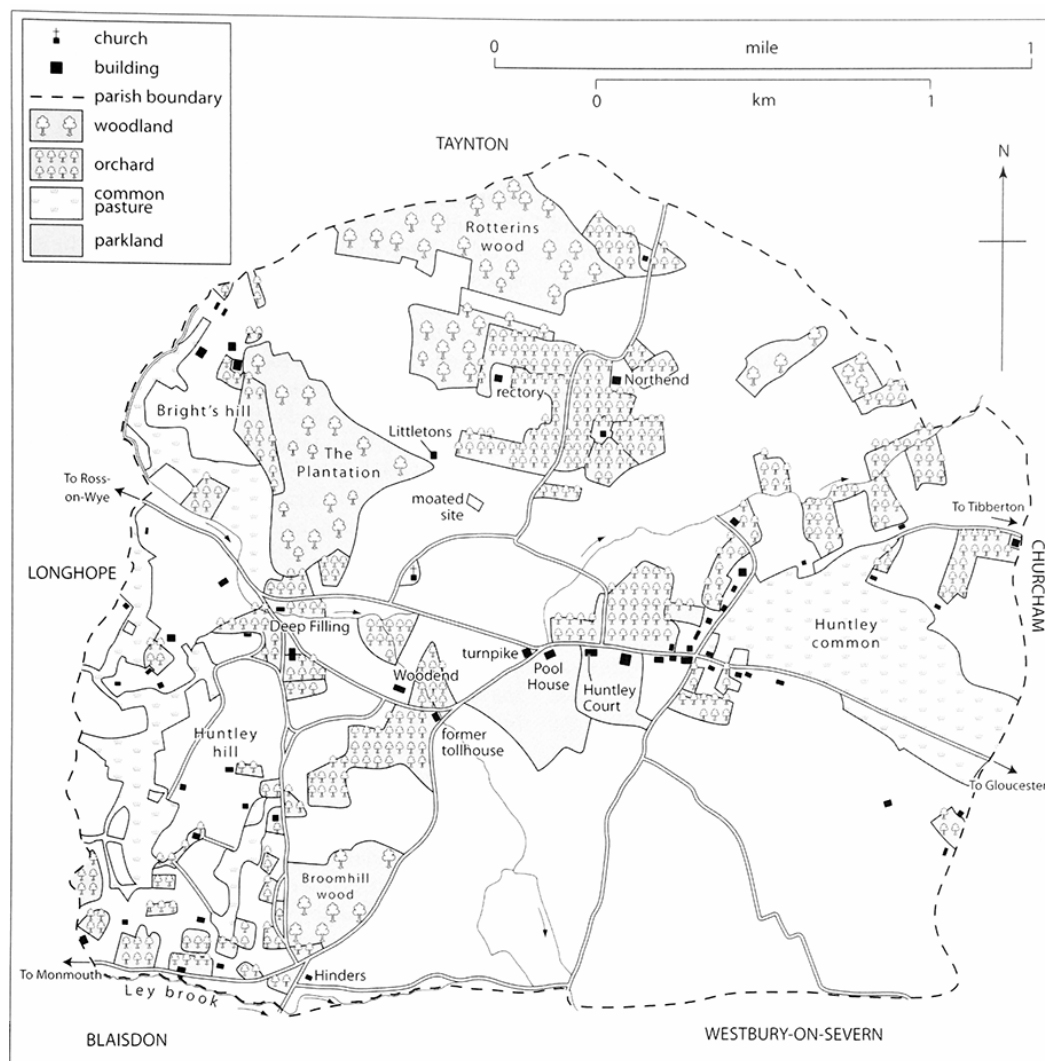 church
building
parish boundary
woodland
orchard
common
pasture
parkland
0
mile
1
0
km
1
N
TAYNTON
Rotterins
wood
rectory
Northend
Bright's hill
Littletons
The
Plantation
moated
site
To Ross-
on-Wye
To Tibberton
LONGHOPE
CHURCHAM
Deep Filling
Huntley
common
turnpike
Pool
House
Woodend
Huntley
Court
former
tollhouse
Huntley
hill
To Gloucester
Broomhill
wood
To Monmouth
Hinders
Ley brook
BLAISDON
WESTBURY-ON-SEVERN